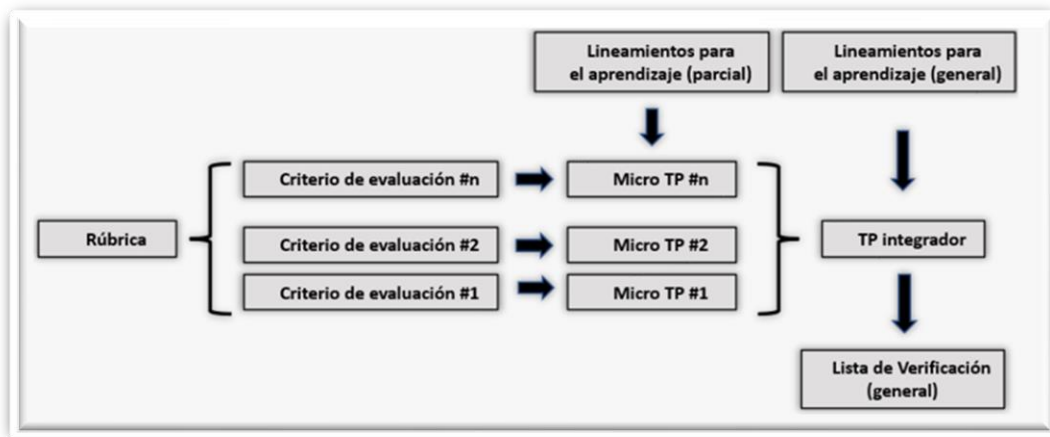 Lineamientos para
el aprendizaje (parcial)
Lineamientos para
el aprendizaje (general)
Criterio de evaluación #n
Micro TP #n
Rúbrica
Criterio de evaluación #2
Micro TP #2
TP integrador
Criterio de evaluación #1
Micro TP #1
Lista de Verificación
(general)